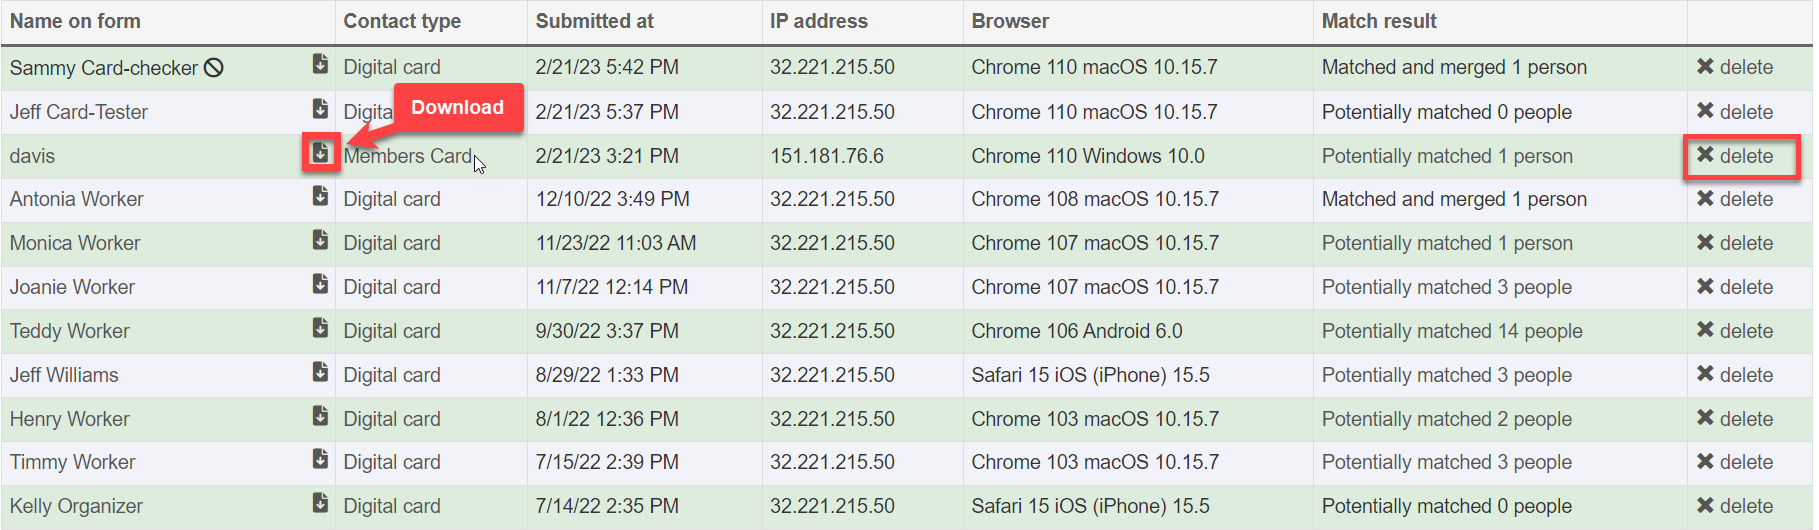 Name on form Contact type Submitted at IP address Browser Match result
Sammy Card-checker Digital card 2/21/23 5:42 PM 32.221.215.50 Chrome 110 macOS 10.15.7 Matched and merged 1 person delete
Jeff Card-Tester Digita 2/21/23 5:37 PM 32.221.215.50 Chrome 110 macOS 10.15.7 Potentially matched 0 people delete
Download
davis Members Card 2/21/23 3:21 PM 151.181.76.6 Chrome 110 Windows 10.0 Potentially matched 1 person delete
Antonia Worker Digital card 12/10/22 3:49 PM 32.221.215.50 Chrome 108 macOS 10.15.7 Matched and merged 1 person delete
Monica Worker Digital card 11/23/22 11:03 AM 32.221.215.50 Chrome 107 macOS 10.15.7 Potentially matched 1 person delete
Joanie Worker Digital card 11/7/22 12:14 PM 32.221.215.50 Chrome 107 macOS 10.15.7 Potentially matched 3 people delete
Teddy Worker Digital card 9/30/22 3:37 PM 32.221.215.50 Chrome 106 Android 6.0 Potentially matched 14 people delete
Jeff Williams Digital card 8/29/22 1:33 PM 32.221.215.50 Safari 15 iOS (iPhone) 15.5 Potentially matched 3 people delete
Henry Worker Digital card 8/1/22 12:36 PM 32.221.215.50 Chrome 103 macOS 10.15.7 Potentially matched 2 people delete
Timmy Worker Digital card 7/15/22 2:39 PM 32.221.215.50 Chrome 103 macOS 10.15.7 Potentially matched 3 people delete
Kelly Organizer Digital card 7/14/22 2:35 PM 32.221.215.50 Safari 15 iOS (iPhone) 15.5 Potentially matched 0 people delete